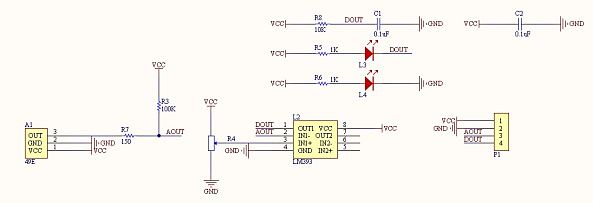 VCC R8 10K DOUT C1 0.1uF GND
VCC C2 0.1uF GND
VCC R5 1K L3 DOUT
VCC R6 1K L4 GND
VCC
R3
100K
A1
OUT 3 R7 150 AOUT
GND 2 GND
VCC 1 VCC
49E
VCC
R4
GND
L2
DOUT 1 OUT1 VCC 8 VCC
AOUT 2 IN- OUT2 7
3 IN1+ IN2- 6
GND 4 GND IN2+ 5
LM393
VCC 1
GND 2
AOUT 3
DOUT 4
P1